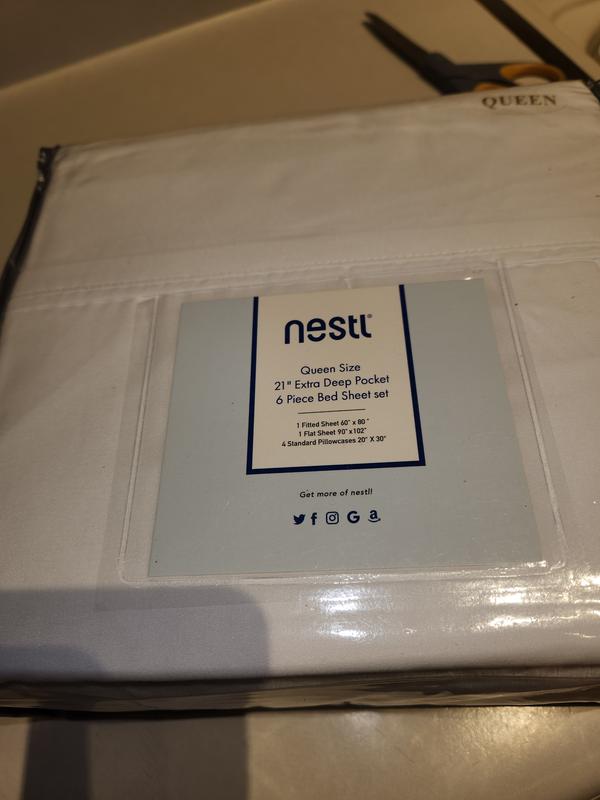 QUEEN
nestl®
Queen Size
21" Extra Deep Pocket
6 Piece Bed Sheet set
1 Fitted Sheet 60" x 80"
1 Flat Sheet 90" x102"
4 Standard Pillowcases 20" X 30"
Get more of nestl!